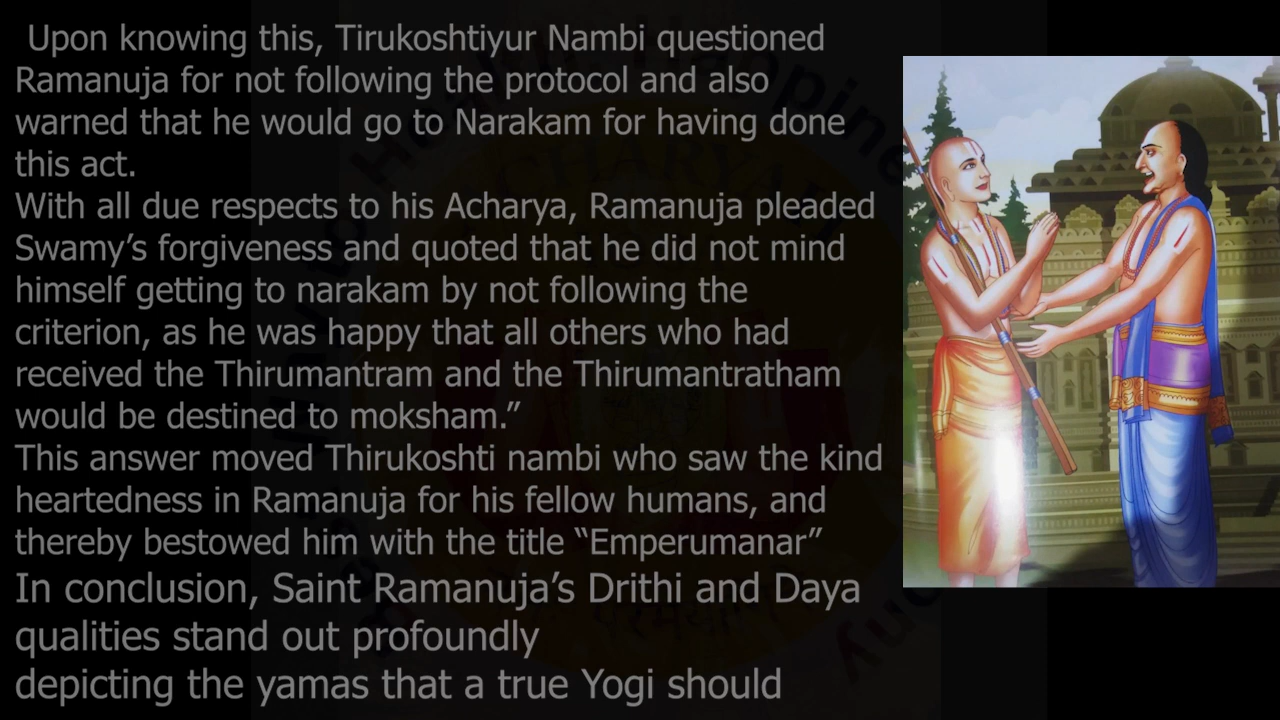 Upon knowing this, Tirukoshtiyur Nambi questioned
Ramanuja for not following the protocol and also
warned that he would go to Narakam for having done
this act.
With all due respects to his Acharya, Ramanuja pleaded
Swamy’s forgiveness and quoted that he did not mind
himself getting to narakam by not following the
criterion, as he was happy that all others who had
received the Thirumantram and the Thirumantratham
would be destined to moksham.”
This answer moved Thirukoshti nambi who saw the kind
heartedness in Ramanuja for his fellow humans, and
thereby bestowed him with the title “Emperumanar”
In conclusion, Saint Ramanuja’s Drithi and Daya
qualities stand out profoundly
depicting the yamas that a true Yogi should